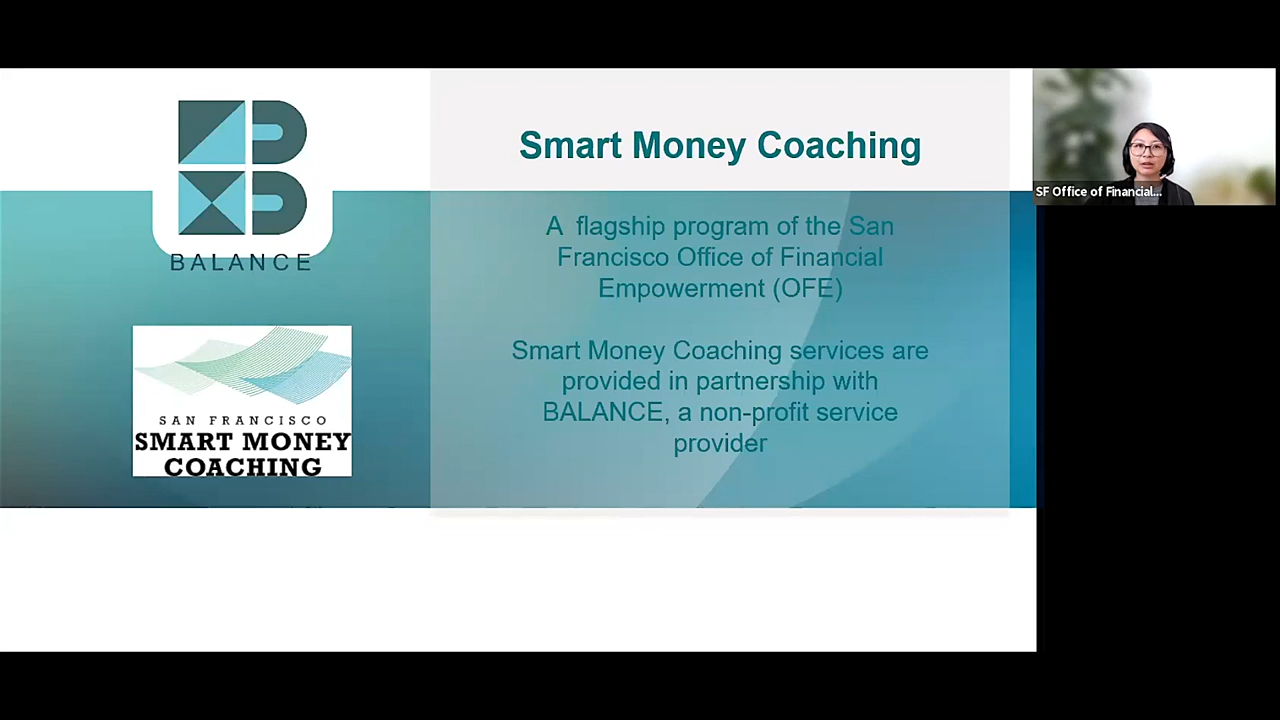 Smart Money Coaching
A flagship program of the San
Francisco Office of Financial
Empowerment (OFE)
Smart Money Coaching services are
provided in partnership with
BALANCE, a non-profit service
provider
BALANCE
SAN FRANCISCO
SMART MONEY
COACHING
SF Office of Financial...